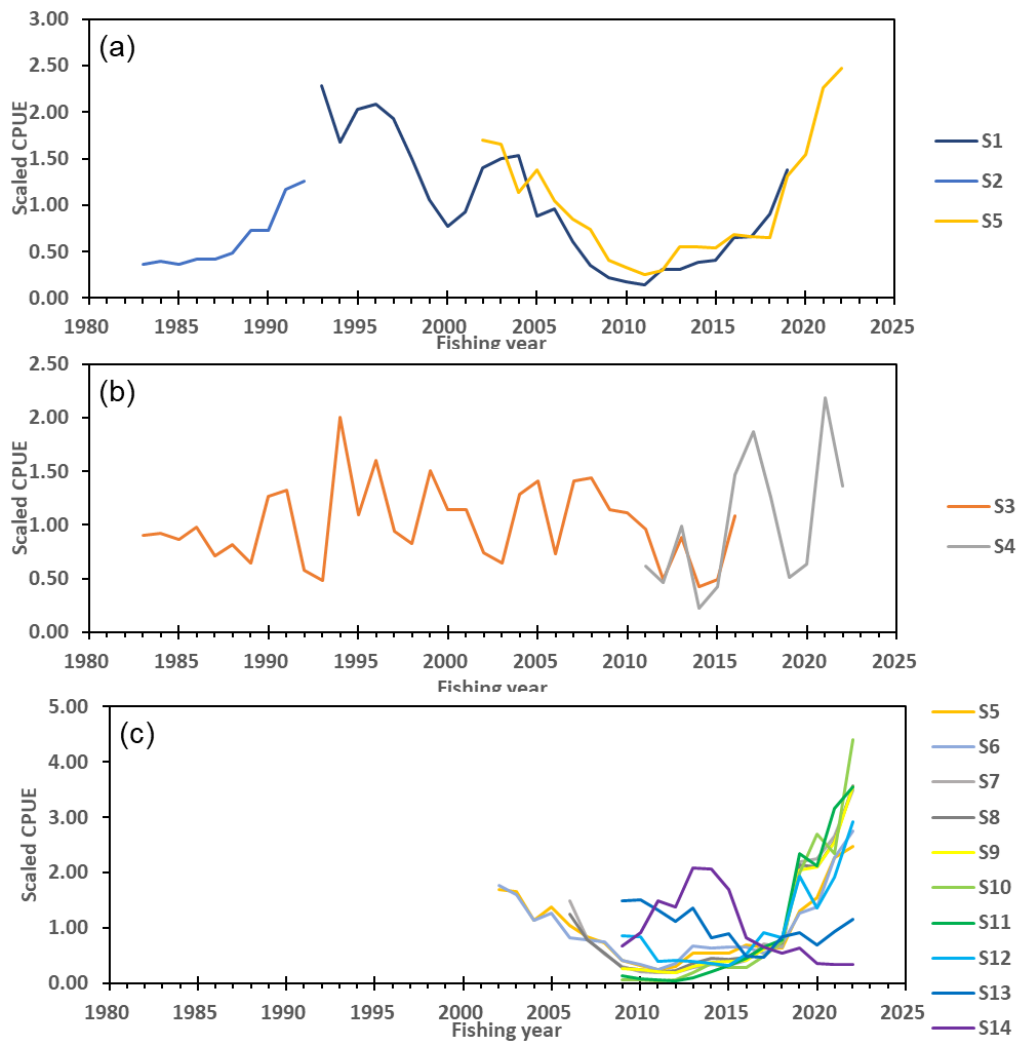 (a)
3.00
2.50
2.00
1.50
1.00
0.50
0.00
Scaled CPUE
1980 1985 1990 1995 2000 2005 2010 2015 2020 2025
Fishing year
S1
S2
S5
(b)
2.50
2.00
1.50
1.00
0.50
0.00
Scaled CPUE
1980 1985 1990 1995 2000 2005 2010 2015 2020 2025
Fishing year
S3
S4
(c)
5.00
4.00
3.00
2.00
1.00
0.00
Scaled CPUE
1980 1985 1990 1995 2000 2005 2010 2015 2020 2025
Fishing year
S5
S6
S7
S8
S9
S10
S11
S12
S13
S14